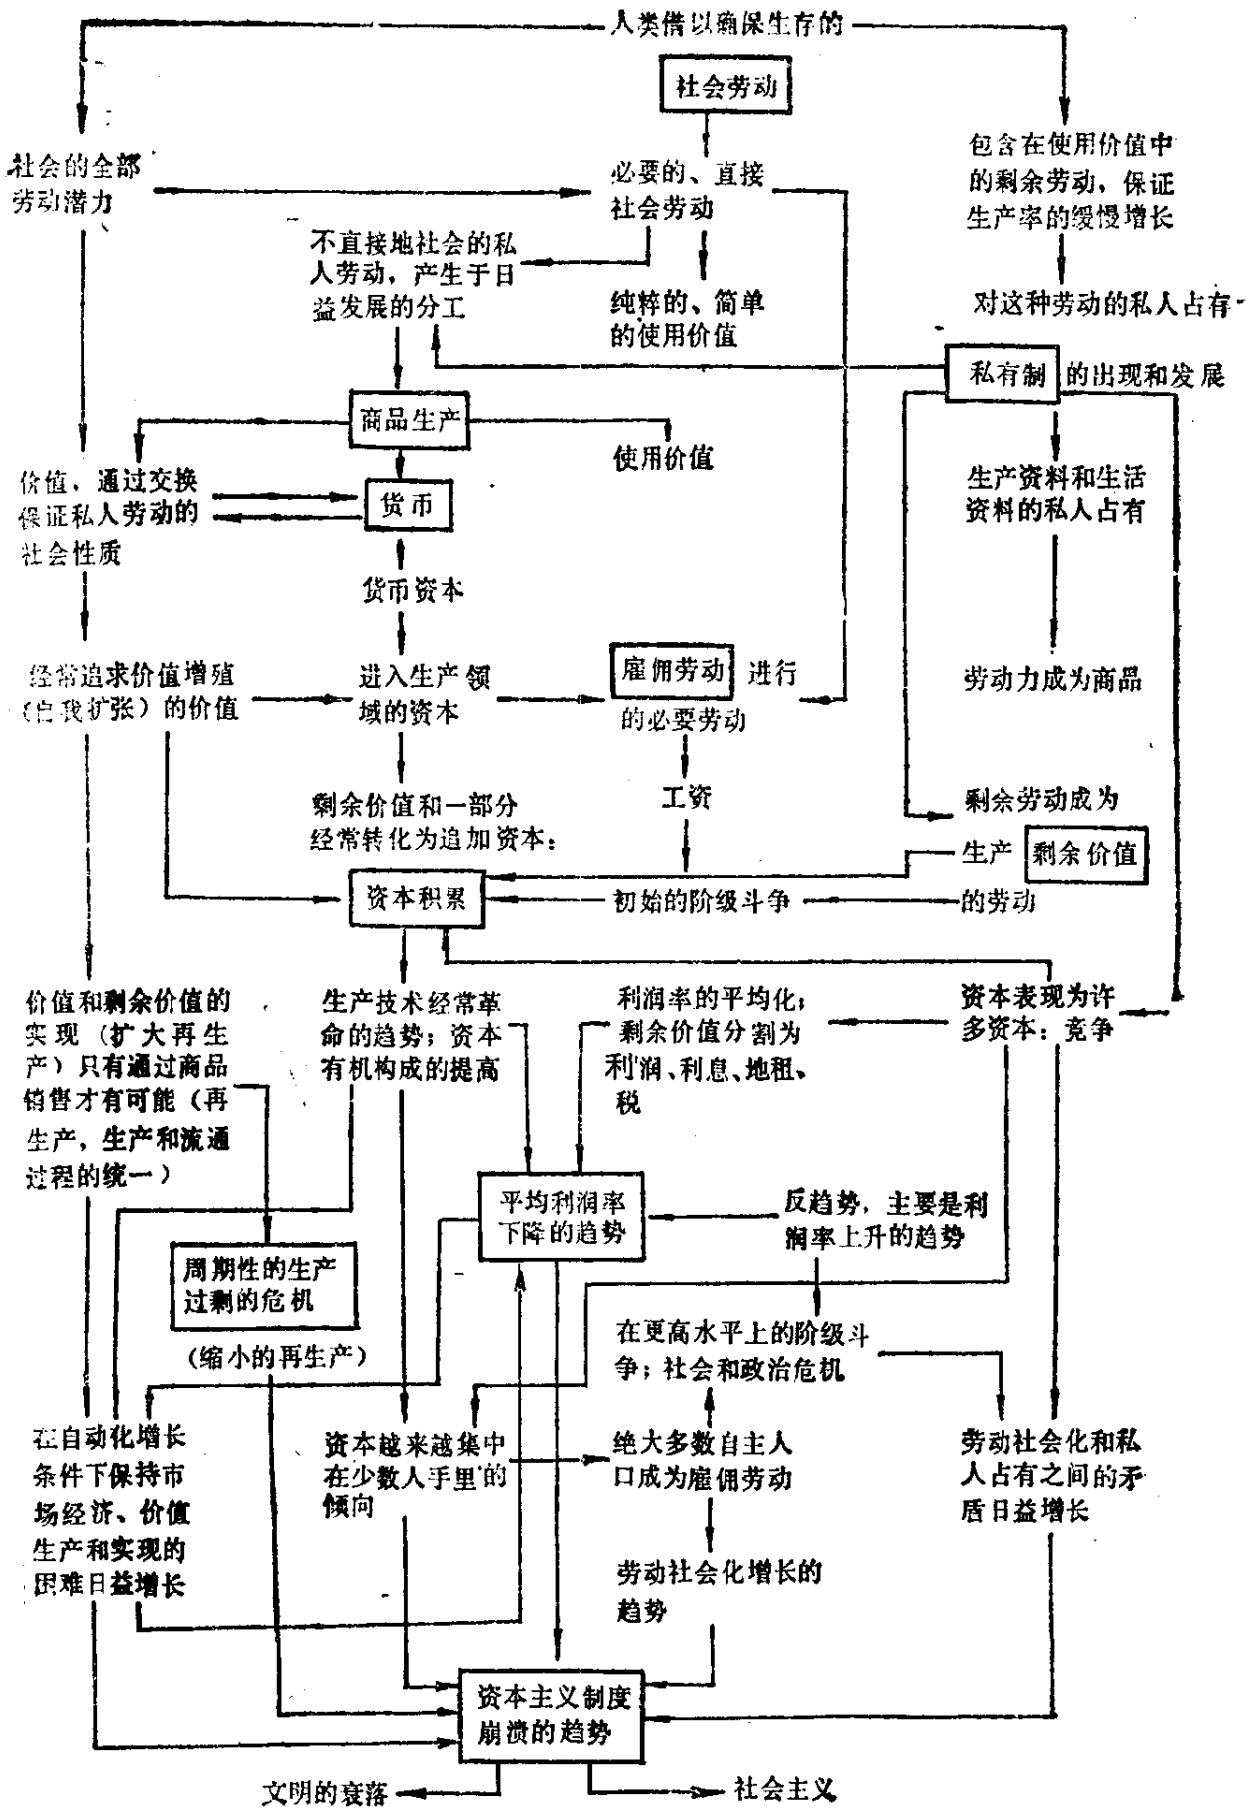 人类借以确保生存的
社会劳动
社会的全部
劳动潜力
必要的、直接
社会劳动
包含在使用价值中
的剩余劳动，保证
生产率的缓慢增长
不直接地社会的私
人劳动，产生于日
益发展的分工
纯粹的、简单
的使用价值
对这种劳动的私人占有
私有制 的出现和发展
商品生产
使用价值
价值，通过交换
保证私人劳动的
社会性质
货币
生产资料和生活
资料的私人占有
货币资本
经常追求价值增殖
（自我扩张）的价值
进入生产领
域的资本
雇佣劳动 进行
的必要劳动
劳动力成为商品
剩余价值和一部分
经常转化为追加资本：
工资
剩余劳动成为
生产 剩余价值
的劳动
资本积累
初始的阶级斗争
价值和剩余价值的
实现（扩大再生
产）只有通过商品
销售才有可能（再
生产，生产和流通
过程的统一）
生产技术经常革
命的趋势；资本
有机构成的提高
利润率的平均化；
剩余价值分割为
利润、利息、地租、
税
资本表现为许
多资本：竞争
平均利润率
下降的趋势
反趋势，主要是利
润率上升的趋势
周期性的生产
过剩的危机
（缩小的再生产）
在更高水平上的阶级斗
争；社会和政治危机
在自动化增长
条件下保持市
场经济、价值
生产和实现的
困难日益增长
资本越来越集中
在少数人手里的
倾向
绝大多数自主人
口成为雇佣劳动
劳动社会化和私
人占有之间的矛
盾日益增长
劳动社会化增长的
趋势
资本主义制度
崩溃的趋势
文明的衰落
社会主义